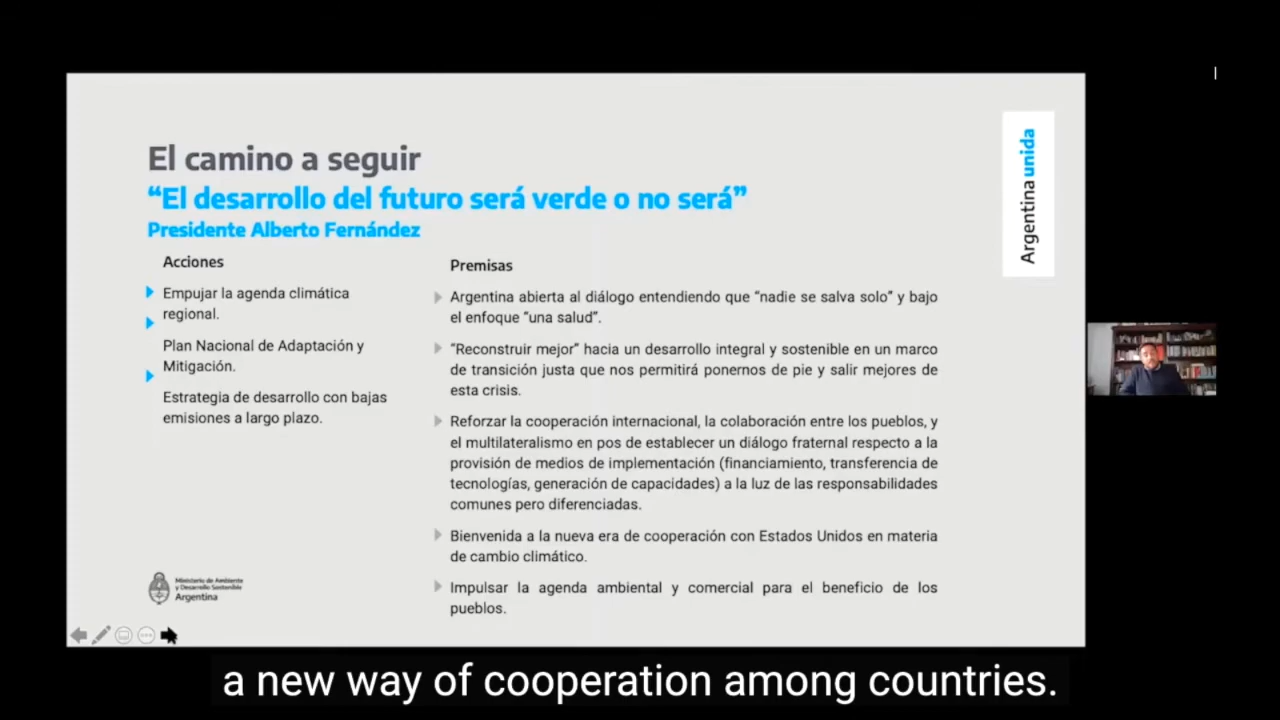 El camino a seguir
“El desarrollo del futuro será verde o no será”
Presidente Alberto Fernández
Acciones
Empujar la agenda climática
regional.
Plan Nacional de Adaptación y
Mitigación.
Estrategia de desarrollo con bajas
emisiones a largo plazo.
Premisas
Argentina abierta al diálogo entendiendo que “nadie se salva solo” y bajo
el enfoque “una salud”.
“Reconstruir mejor” hacia un desarrollo integral y sostenible en un marco
de transición justa que nos permitirá ponernos de pie y salir mejores de
esta crisis.
Reforzar la cooperación internacional, la colaboración entre los pueblos, y
el multilateralismo en pos de establecer un diálogo fraternal respecto a la
provisión de medios de implementación (financiamiento, transferencia de
tecnologías, generación de capacidades) a la luz de las responsabilidades
comunes pero diferenciadas.
Bienvenida a la nueva era de cooperación con Estados Unidos en materia
de cambio climático.
Impulsar la agenda ambiental y comercial para el beneficio de los
pueblos.
Argentina unida
Ministerio de Ambiente
y Desarrollo Sostenible
Argentina
a new way of cooperation among countries.